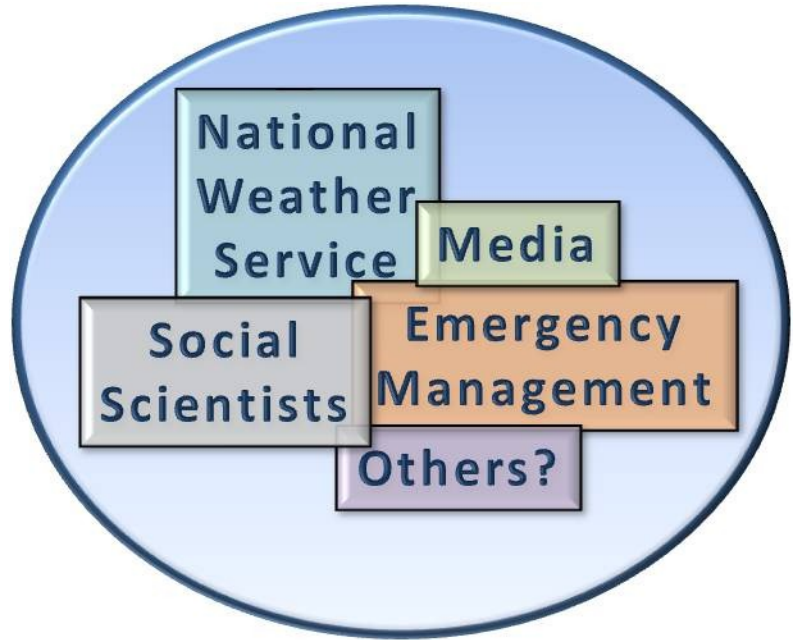 National
Weather
Service
Media
Emergency
Management
Social
Scientists
Others?